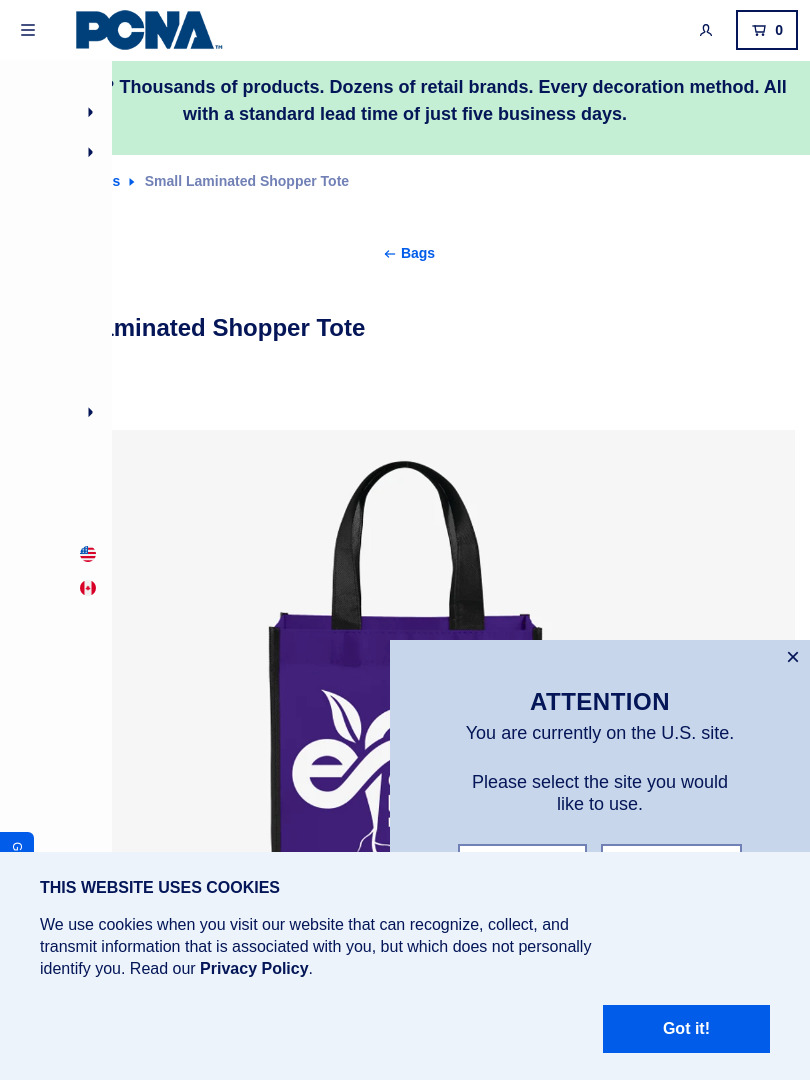 PCNA™
0
? Thousands of products. Dozens of retail brands. Every decoration method. All
with a standard lead time of just five business days.
Small Laminated Shopper Tote
Bags
aminated Shopper Tote
ATTENTION
You are currently on the U.S. site.
Please select the site you would
like to use.
G
THIS WEBSITE USES COOKIES
We use cookies when you visit our website that can recognize, collect, and
transmit information that is associated with you, but which does not personally
identify you. Read our Privacy Policy.
Got it!